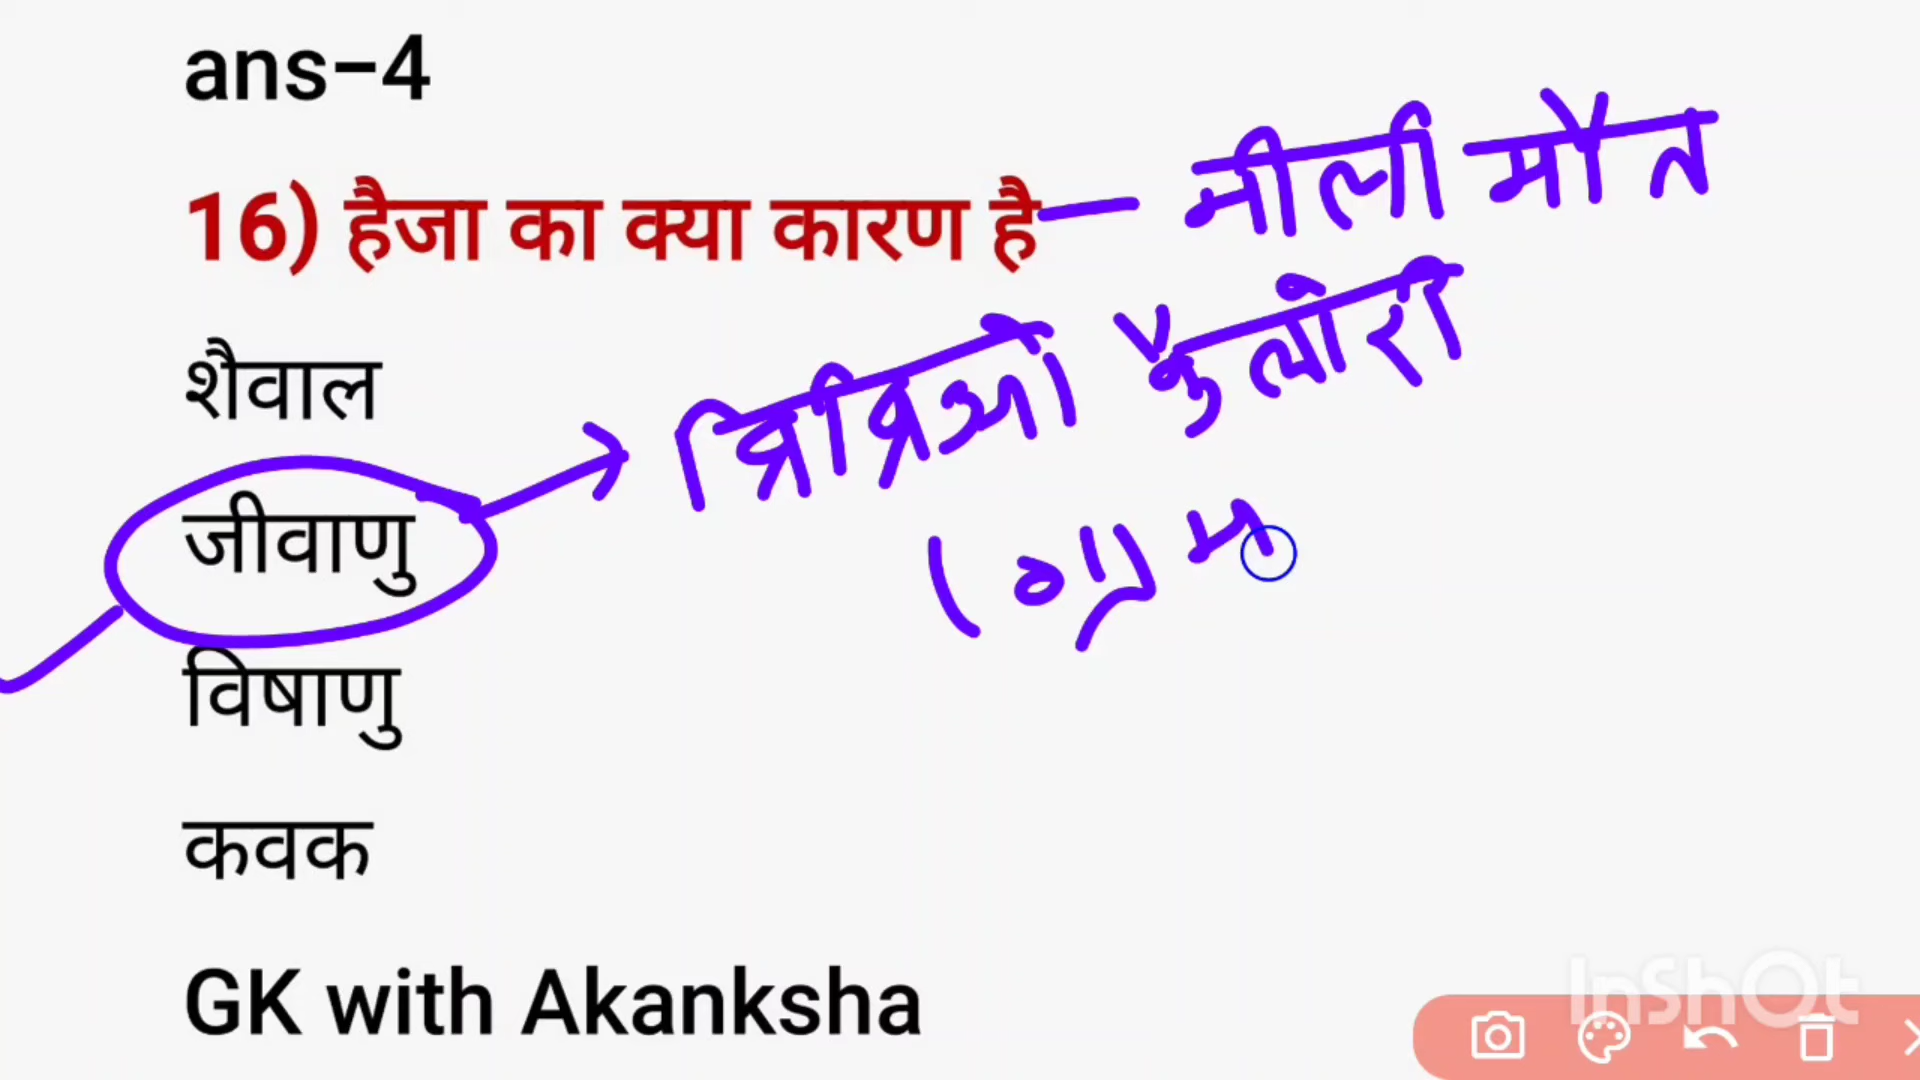 ans-4
16) हैजा का क्या कारण है — नीली मौत
शैवाल
विब्रिओ कैलोरी
जीवाणु
विषाणु
कवक
GK with Akanksha
InShOt